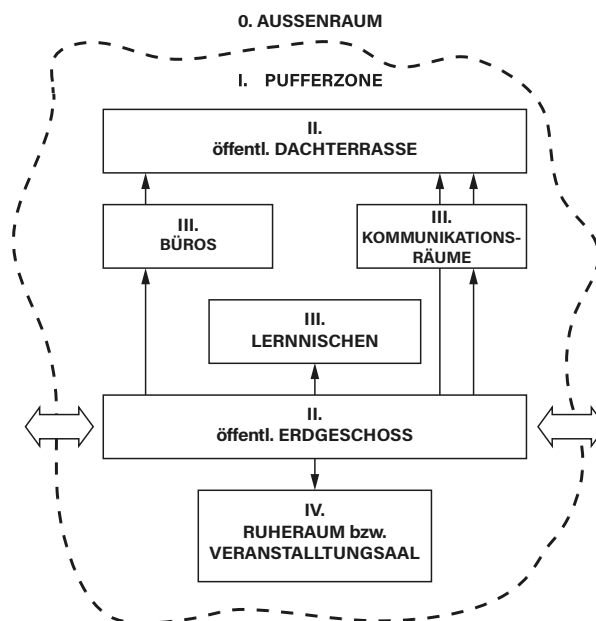 0. AUSSENRAUM
I. PUFFERZONE
II.
öffentl. DACHTERRASSE
III.
BÜROS
III.
KOMMUNIKATIONS-
RÄUME
III.
LERNNISCHEN
II.
öffentl. ERDGESCHOSS
IV.
RUHERAUM bzw.
VERANSTALLTUNGSAAL